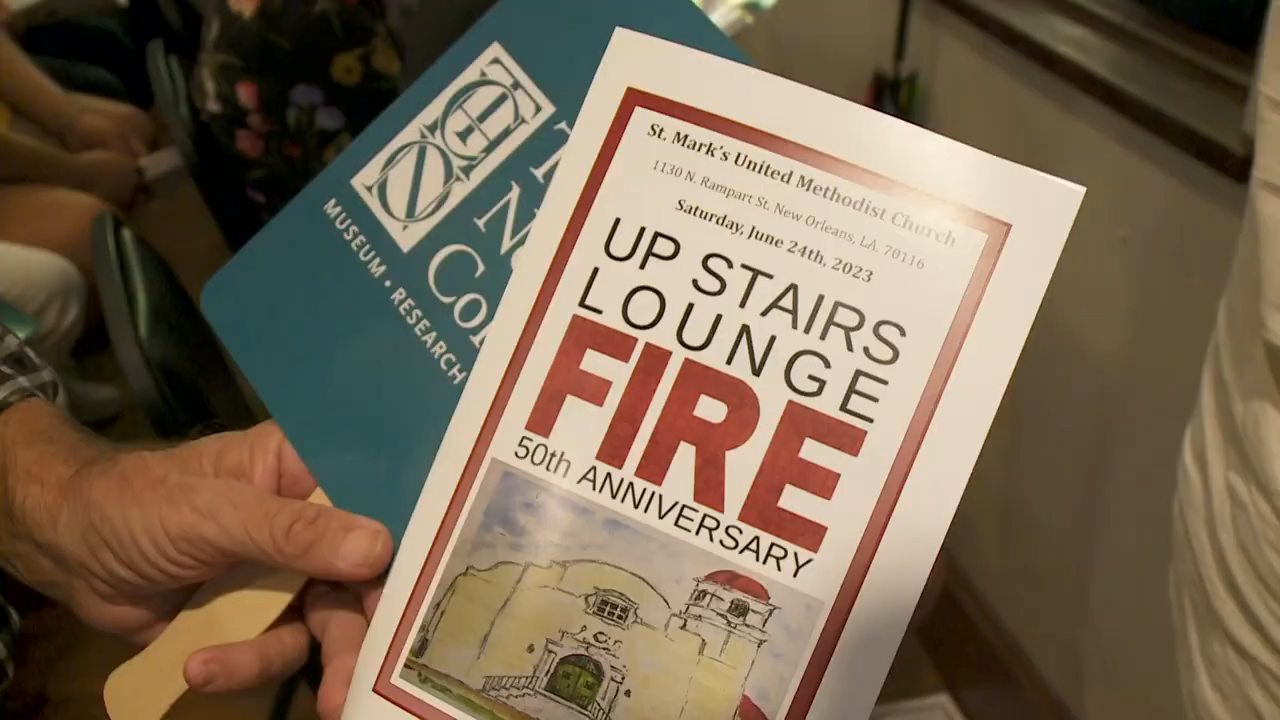 St. Mark's United Methodist Church
1130 N. Rampart St. New Orleans, LA. 70116
Saturday, June 24th, 2023
UP STAIRS
LOUNGE
FIRE
50th ANNIVERSARY
THNOC
MUSEUM • RESEARCH